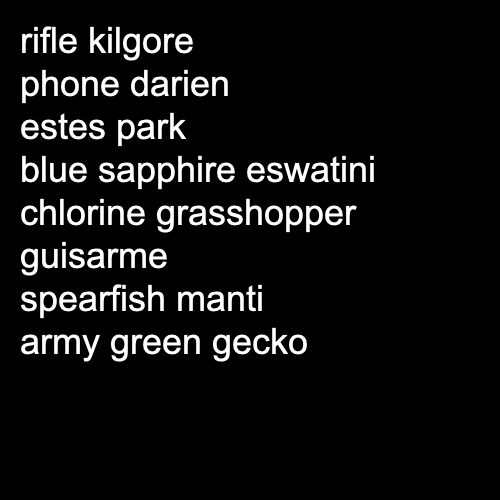 rifle kilgore
phone darien
estes park
blue sapphire eswatini
chlorine grasshopper
guisarme
spearfish manti
army green gecko